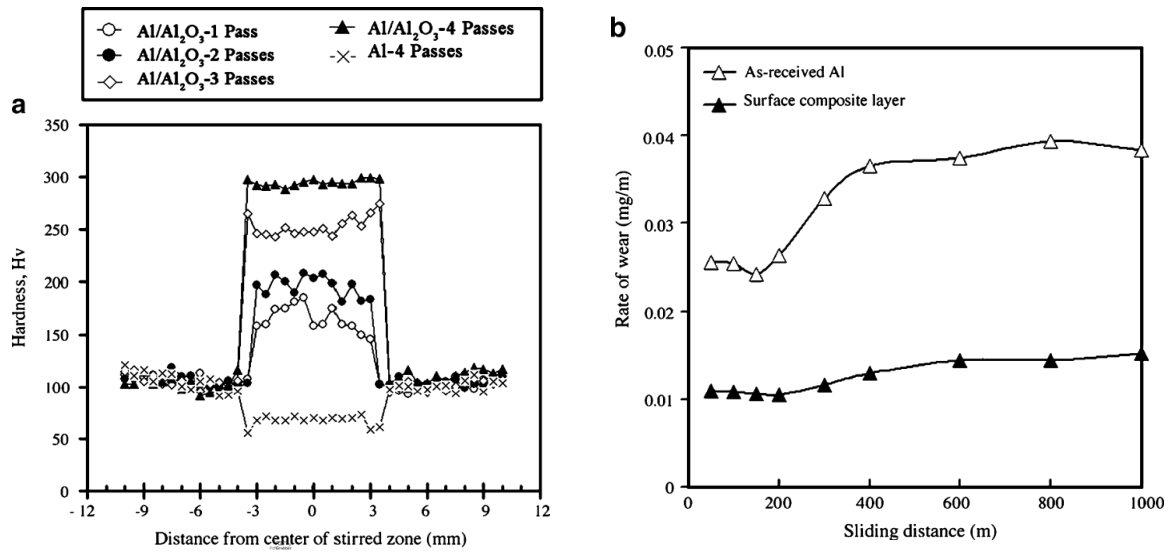 Al/Al2O3-1 Pass
Al/Al2O3-4 Passes
Al/Al2O3-2 Passes
Al-4 Passes
Al/Al2O3-3 Passes
a
350
300
250
200
150
100
50
0
Hardness, Hv
-12 -9 -6 -3 0 3 6 9 12
Distance from center of stirred zone (mm)
b
0.05
0.04
0.03
0.02
0.01
0
Rate of wear (mg/m)
As-received Al
Surface composite layer
0 200 400 600 800 1000
Sliding distance (m)